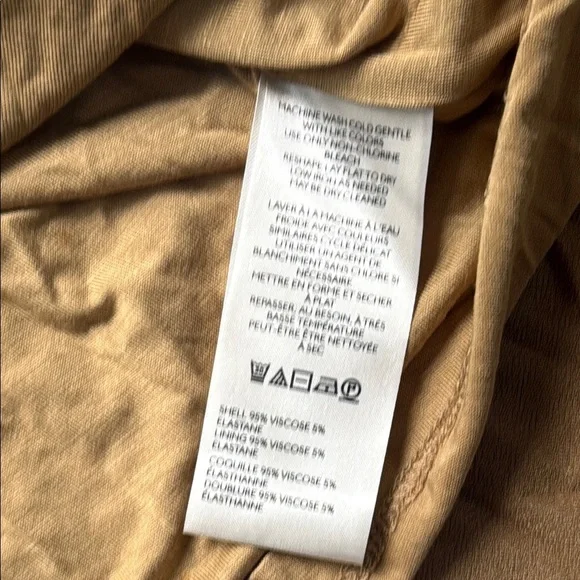 MACHINE WASH COLD GENTLE
WITH LIKE COLORS
USE ONLY NON-CHLORINE
BLEACH
RESHAPE LAY FLAT TO DRY
LOW IRON AS NEEDED
MAY BE DRY CLEANED
LAVER À LA MACHINE À L'EAU
FROIDE AVEC COULEURS
SIMILAIRES CYCLE DÉLICAT
UTILISER UN AGENT DE
BLANCHIMENT SANS CHLORE SI
NÉCESSAIRE
METTRE EN FORME ET SECHER
À PLAT
REPASSER, AU BESOIN, À TRÈS
BASSE TEMPÉRATURE
PEUT-ÊTRE ÊTRE NETTOYÉE
À SEC
P
SHELL 95% VISCOSE 5%
ELASTANE
LINING 95% VISCOSE 5%
ELASTANE
COQUILLE 95% VISCOSE 5%
ÉLASTHANNE
DOUBLURE 95% VISCOSE 5%
ÉLASTHANNE